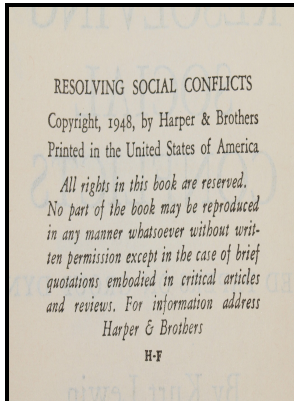 RESOLVING SOCIAL CONFLICTS
Copyright, 1948, by Harper & Brothers
Printed in the United States of America
All rights in this book are reserved.
No part of the book may be reproduced
in any manner whatsoever without writ-
ten permission except in the case of brief
quotations embodied in critical articles
and reviews. For information address
Harper & Brothers
H-F